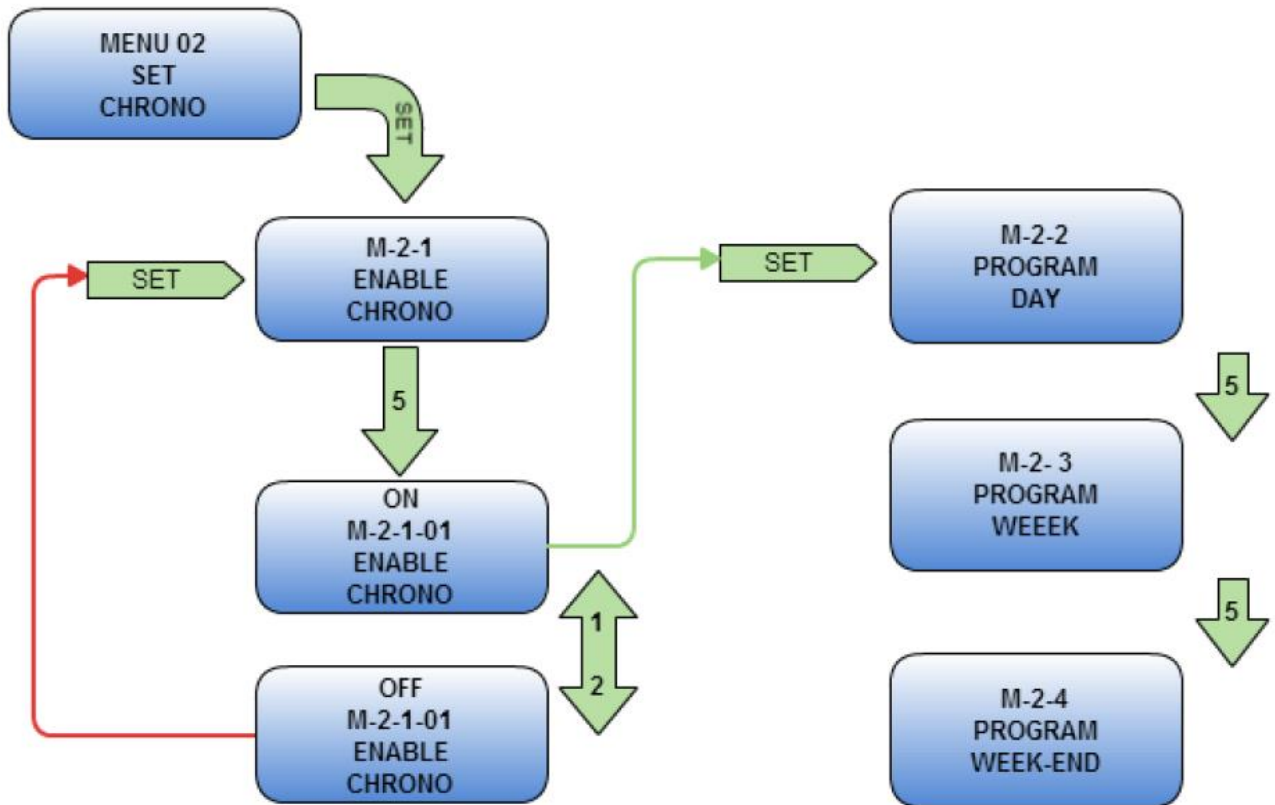 MENU 02
SET
CHRONO
SET
SET
M-2-1
ENABLE
CHRONO
5
ON
M-2-1-01
ENABLE
CHRONO
1
2
OFF
M-2-1-01
ENABLE
CHRONO
SET
M-2-2
PROGRAM
DAY
5
M-2- 3
PROGRAM
WEEEK
5
M-2-4
PROGRAM
WEEK-END